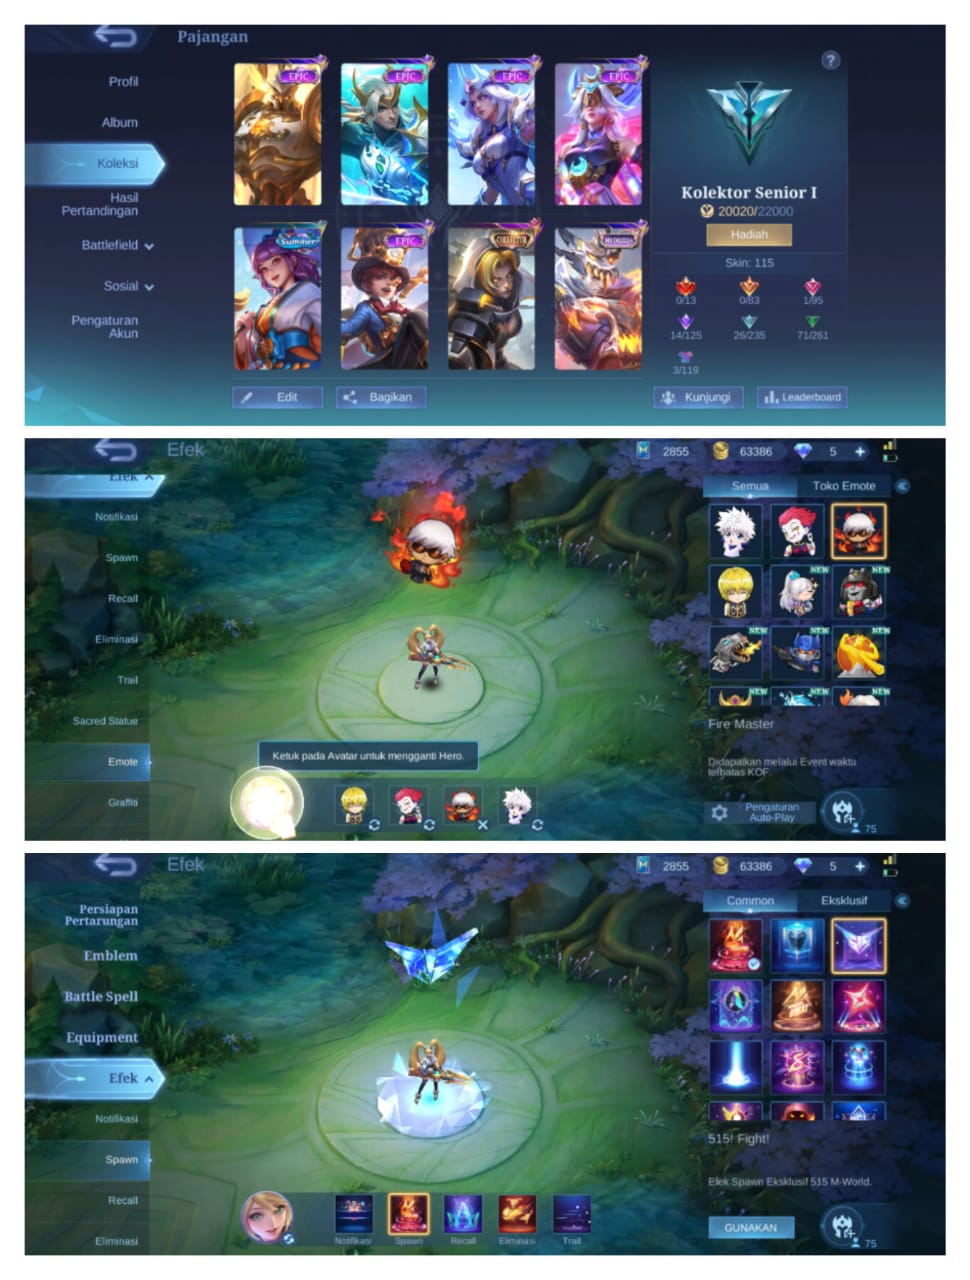 Pajangan
Profil
Album
Koleksi
Hasil
Pertandingan
Battlefield
Sosial
Pengaturan
Akun
EPIC
EPIC
EPIC
EPIC
Summer
EPIC
COLLECTOR
?
Kolektor Senior I
20020/22000
Hadiah
Skin: 115
0/13
0/83
1/95
14/125
26/235
71/261
3/119
Edit
Bagikan
Kunjungi
Leaderboard
Efek
2855
63386
5
+
Efek
Notifikasi
Spawn
Recall
Eliminasi
Trail
Sacred Statue
Emote
Graffiti
Semua
Toko Emote
NEW
NEW
NEW
NEW
NEW
NEW
NEW
NEW
Fire Master
Didapatkan melalui Event waktu
terbatas KOF.
Pengaturan
Auto-Play
75
Ketuk pada Avatar untuk mengganti Hero.
Efek
2855
63386
5
+
Persiapan
Pertarungan
Emblem
Battle Spell
Equipment
Efek
Notifikasi
Spawn
Recall
Eliminasi
Common
Eksklusif
515! Fight!
Efek Spawn Eksklusif 515 M-World.
GUNAKAN
75
Notifikasi
Spawn
Recall
Eliminasi
Trail